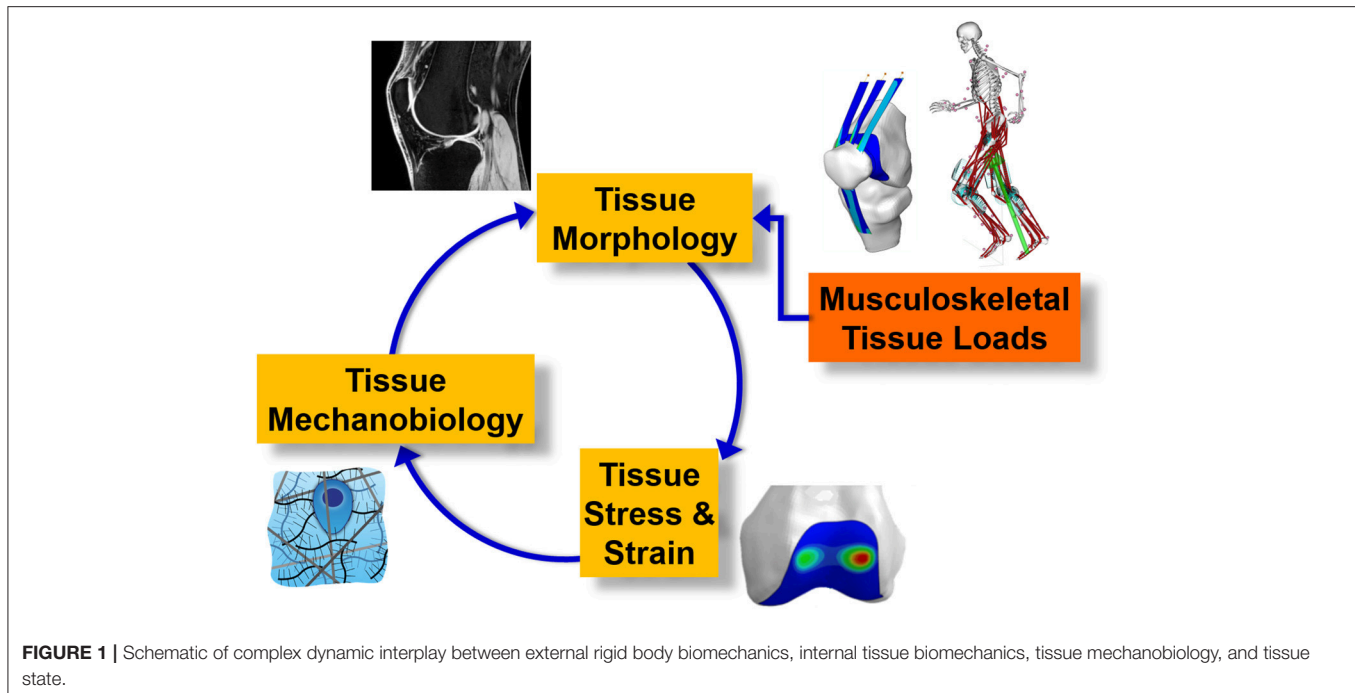 Tissue
Morphology
Musculoskeletal
Tissue Loads
Tissue
Mechanobiology
Tissue
Stress &
Strain
FIGURE 1 | Schematic of complex dynamic interplay between external rigid body biomechanics, internal tissue biomechanics, tissue mechanobiology, and tissue
state.